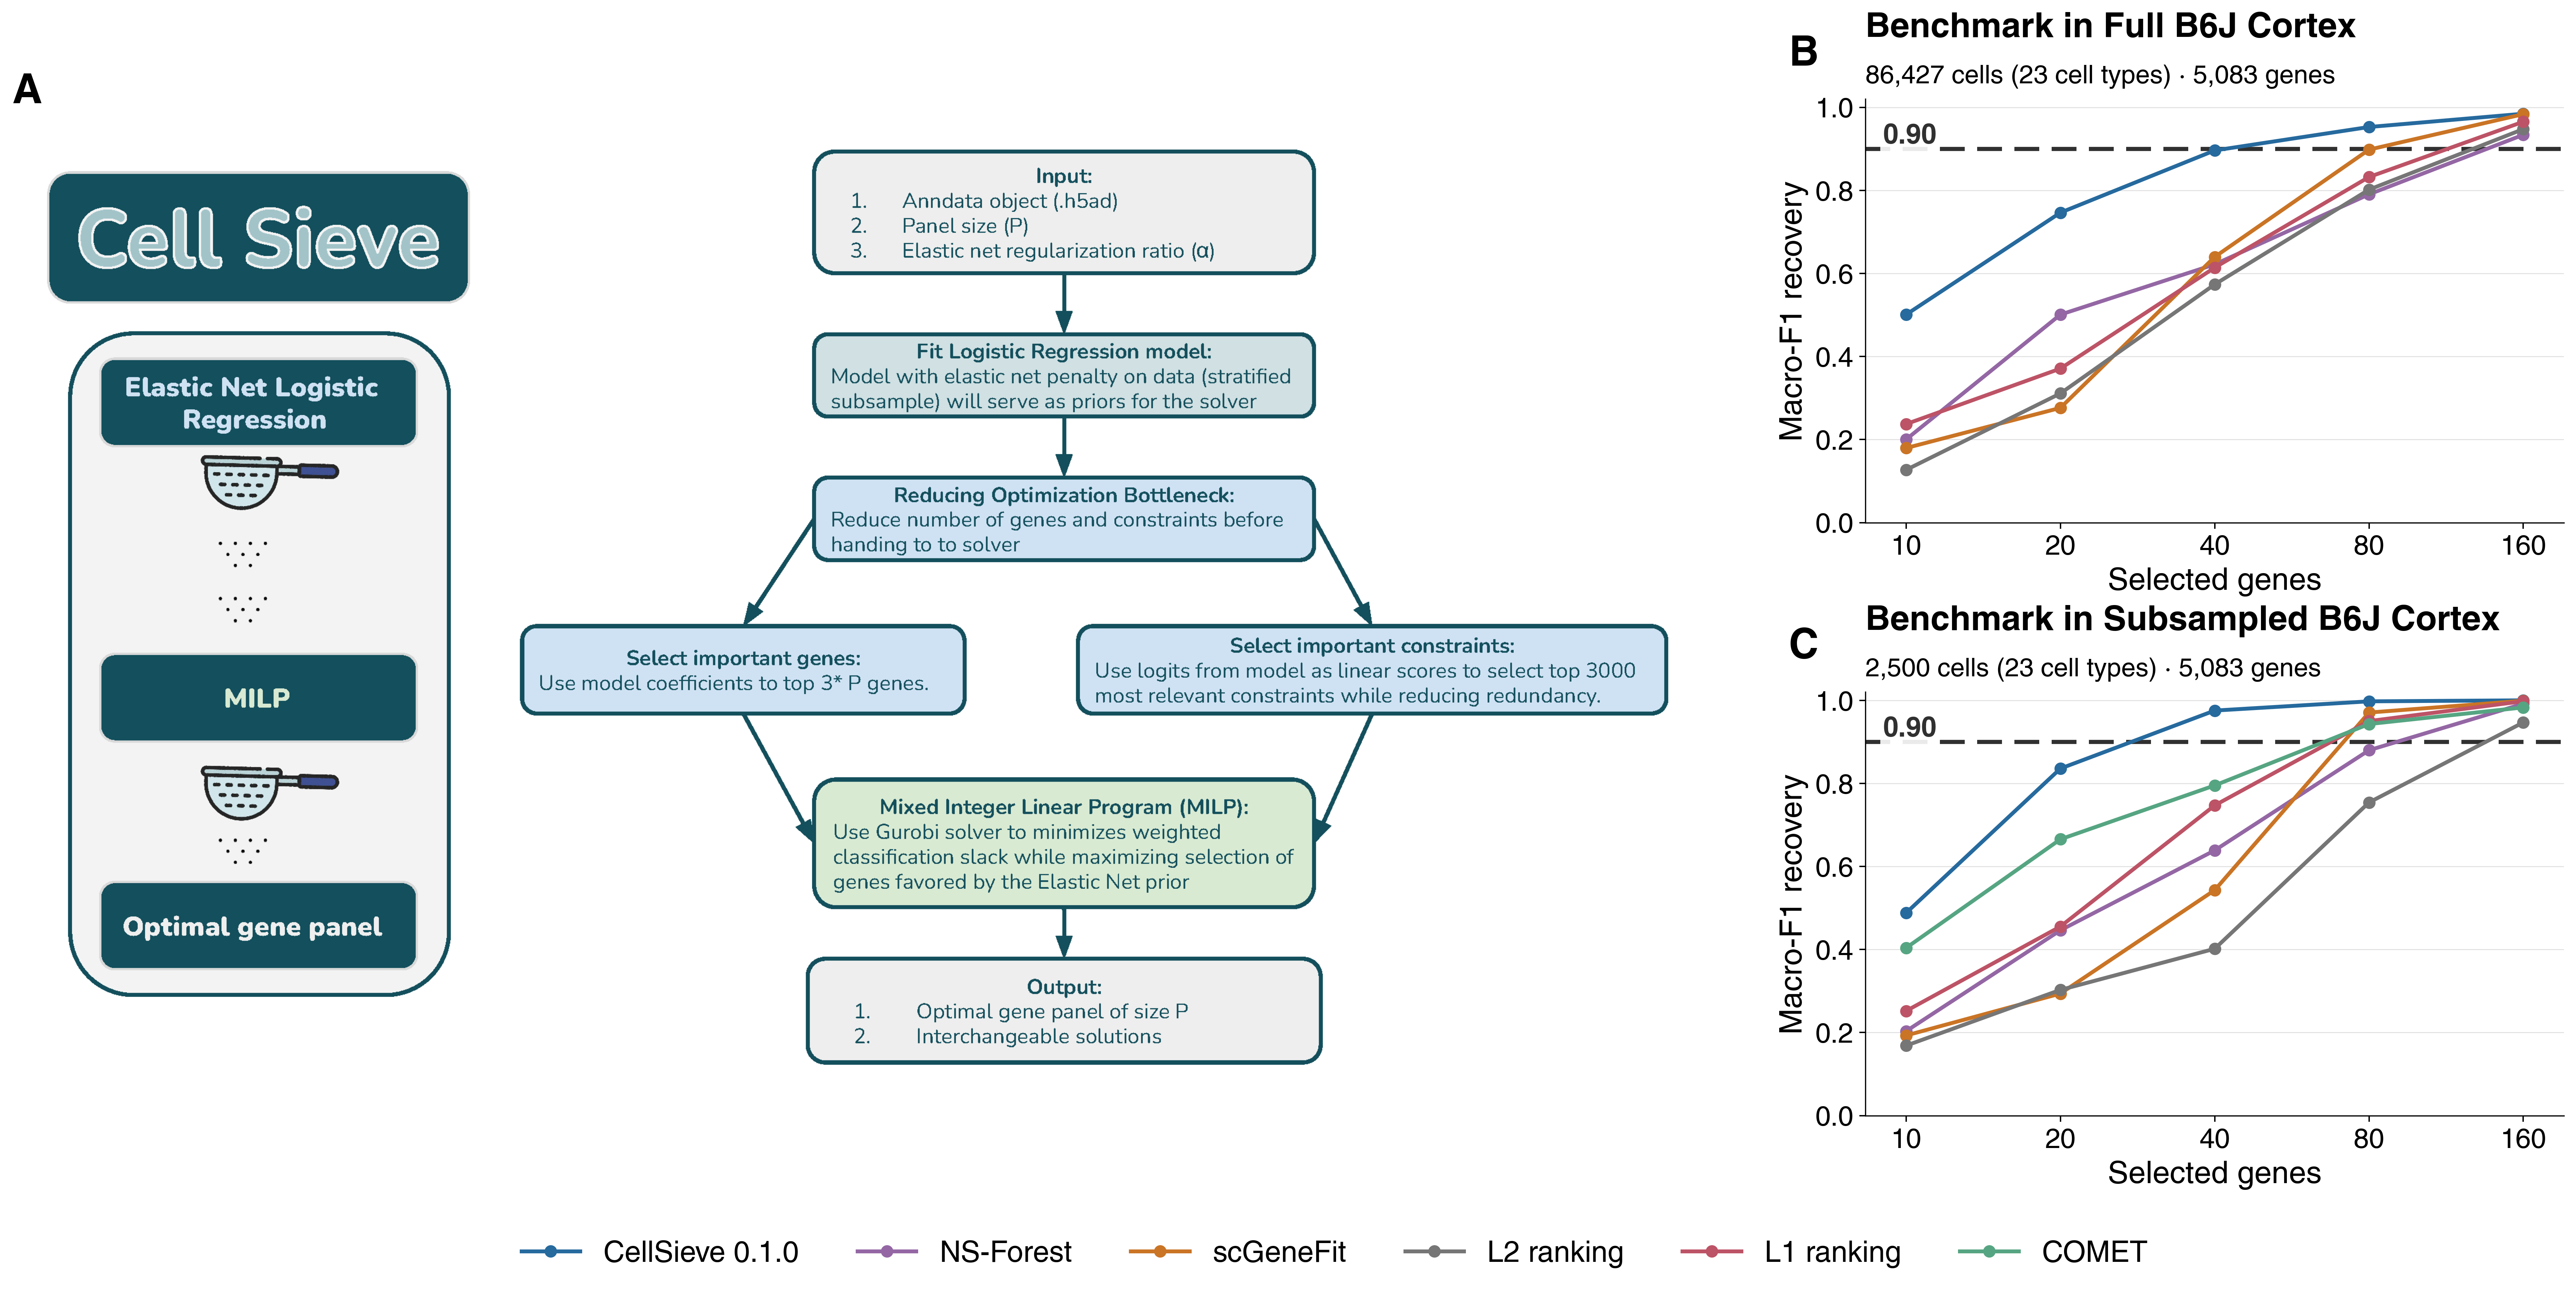 A
Cell Sieve
Elastic Net Logistic
Regression
MILP
Optimal gene panel
Input:
1. Anndata object (.h5ad)
2. Panel size (P)
3. Elastic net regularization ratio (α)
Fit Logistic Regression model:
Model with elastic net penalty on data (stratified
subsample) will serve as priors for the solver
Reducing Optimization Bottleneck:
Reduce number of genes and constraints before
handing to to solver
Select important genes:
Use model coefficients to top 3* P genes.
Select important constraints:
Use logits from model as linear scores to select top 3000
most relevant constraints while reducing redundancy.
Mixed Integer Linear Program (MILP):
Use Gurobi solver to minimizes weighted
classification slack while maximizing selection of
genes favored by the Elastic Net prior
Output:
1. Optimal gene panel of size P
2. Interchangeable solutions
B
Benchmark in Full B6J Cortex
86,427 cells (23 cell types) · 5,083 genes
Macro-F1 recovery
1.0
0.90
0.8
0.6
0.4
0.2
0.0
10 20 40 80 160
Selected genes
C
Benchmark in Subsampled B6J Cortex
2,500 cells (23 cell types) · 5,083 genes
Macro-F1 recovery
1.0
0.90
0.8
0.6
0.4
0.2
0.0
10 20 40 80 160
Selected genes
CellSieve 0.1.0 NS-Forest scGeneFit L2 ranking L1 ranking COMET